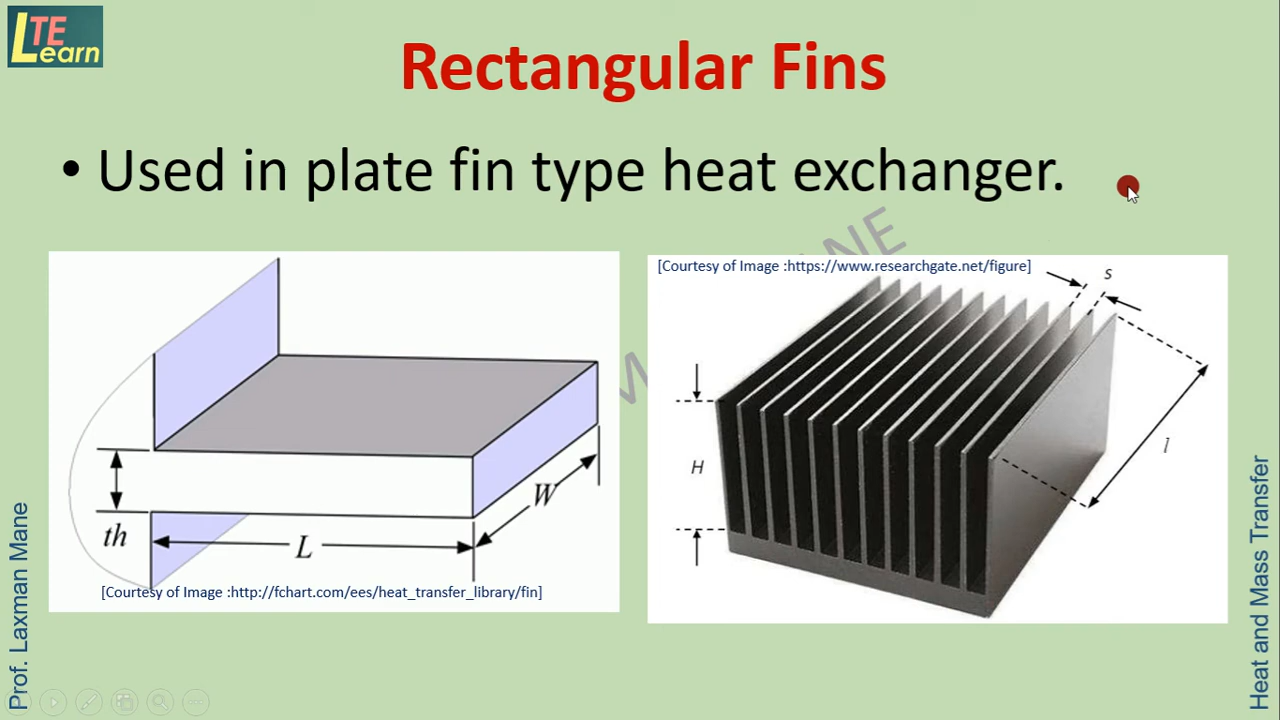 LTE
Learn
Rectangular Fins
• Used in plate fin type heat exchanger.
ANE
M
[Courtesy of Image :http://fchart.com/ees/heat_transfer_library/fin]
th
L
W
[Courtesy of Image :https://www.researchgate.net/figure]
s
H
l
Prof. Laxman Mane
Heat and Mass Transfer